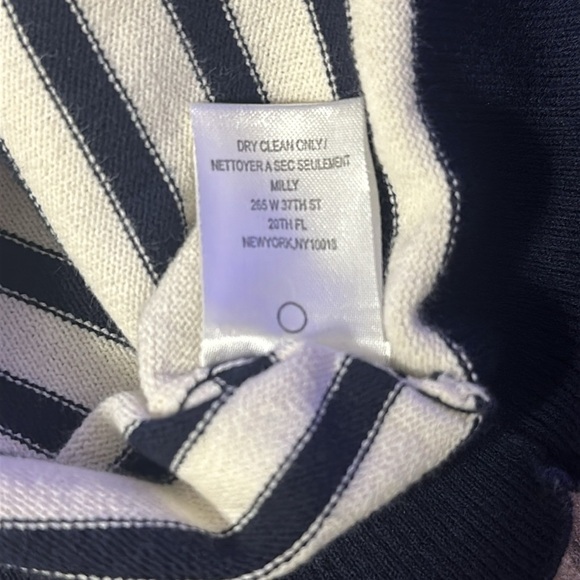 DRY CLEAN ONLY/
NETTOYER A SEC SEULEMENT
MILLY
265 W 37TH ST
20TH FL
NEWYORK,NY10018